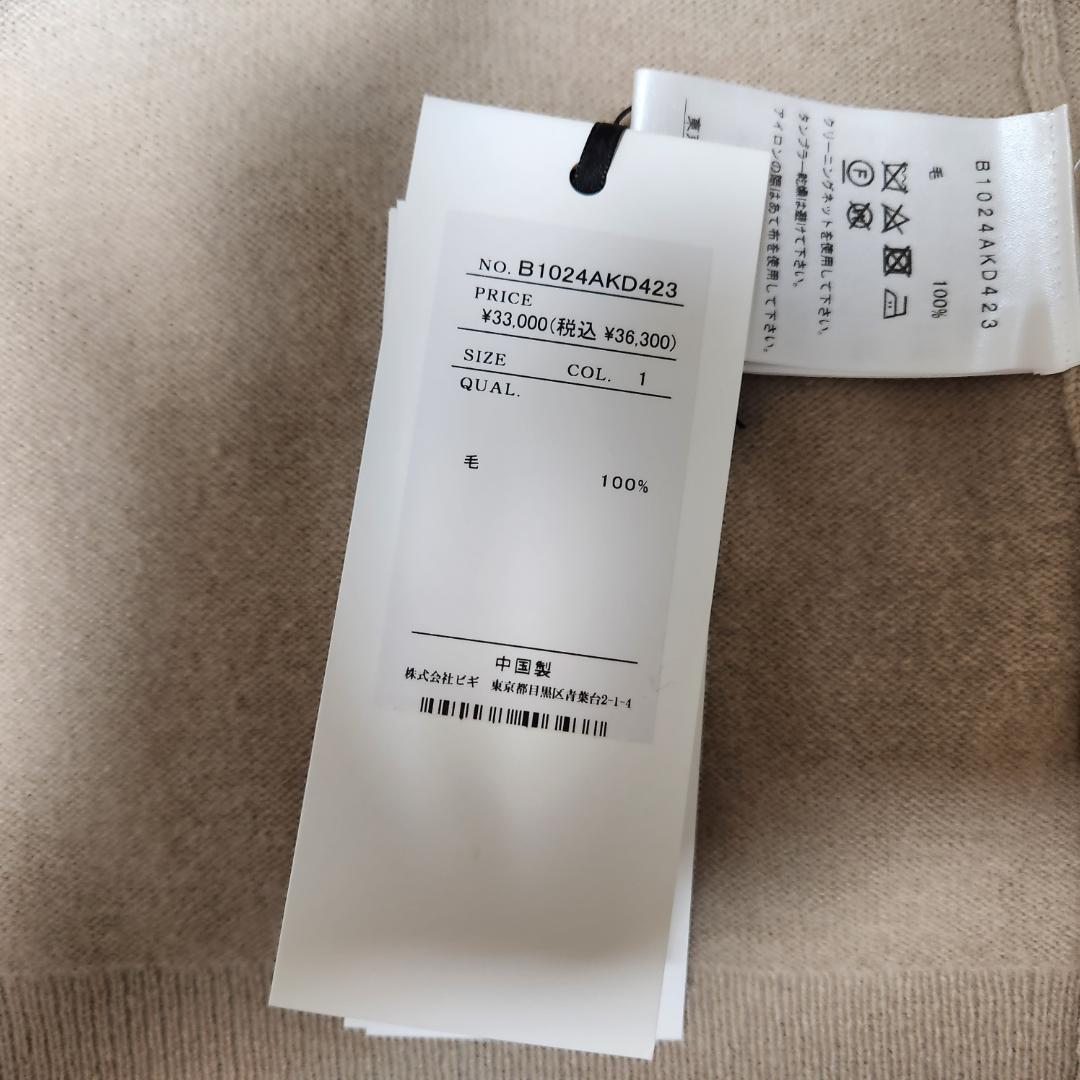 NO. B1024AKD423
PRICE
¥33,000(税込 ¥36,300)
SIZE COL. 1
QUAL.
毛
100%
中国製
株式会社ビギ 東京都目黒区青葉台2-1-4
B1024AKD423
毛 100%
クリーニングネットを使用して下さい。
タンブラー乾燥は避けて下さい。
アイロンの際はあて布を使用して下さい。